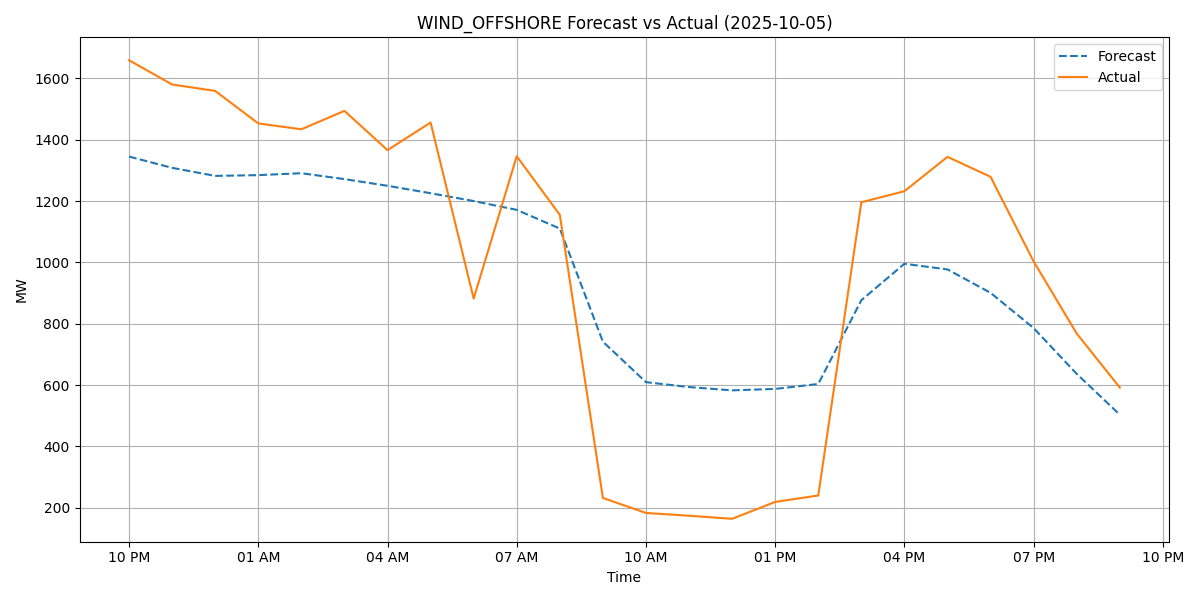 WIND_OFFSHORE Forecast vs Actual (2025-10-05)
Forecast
Actual
MW
1600
1400
1200
1000
800
600
400
200
10 PM 01 AM 04 AM 07 AM 10 AM 01 PM 04 PM 07 PM 10 PM
Time